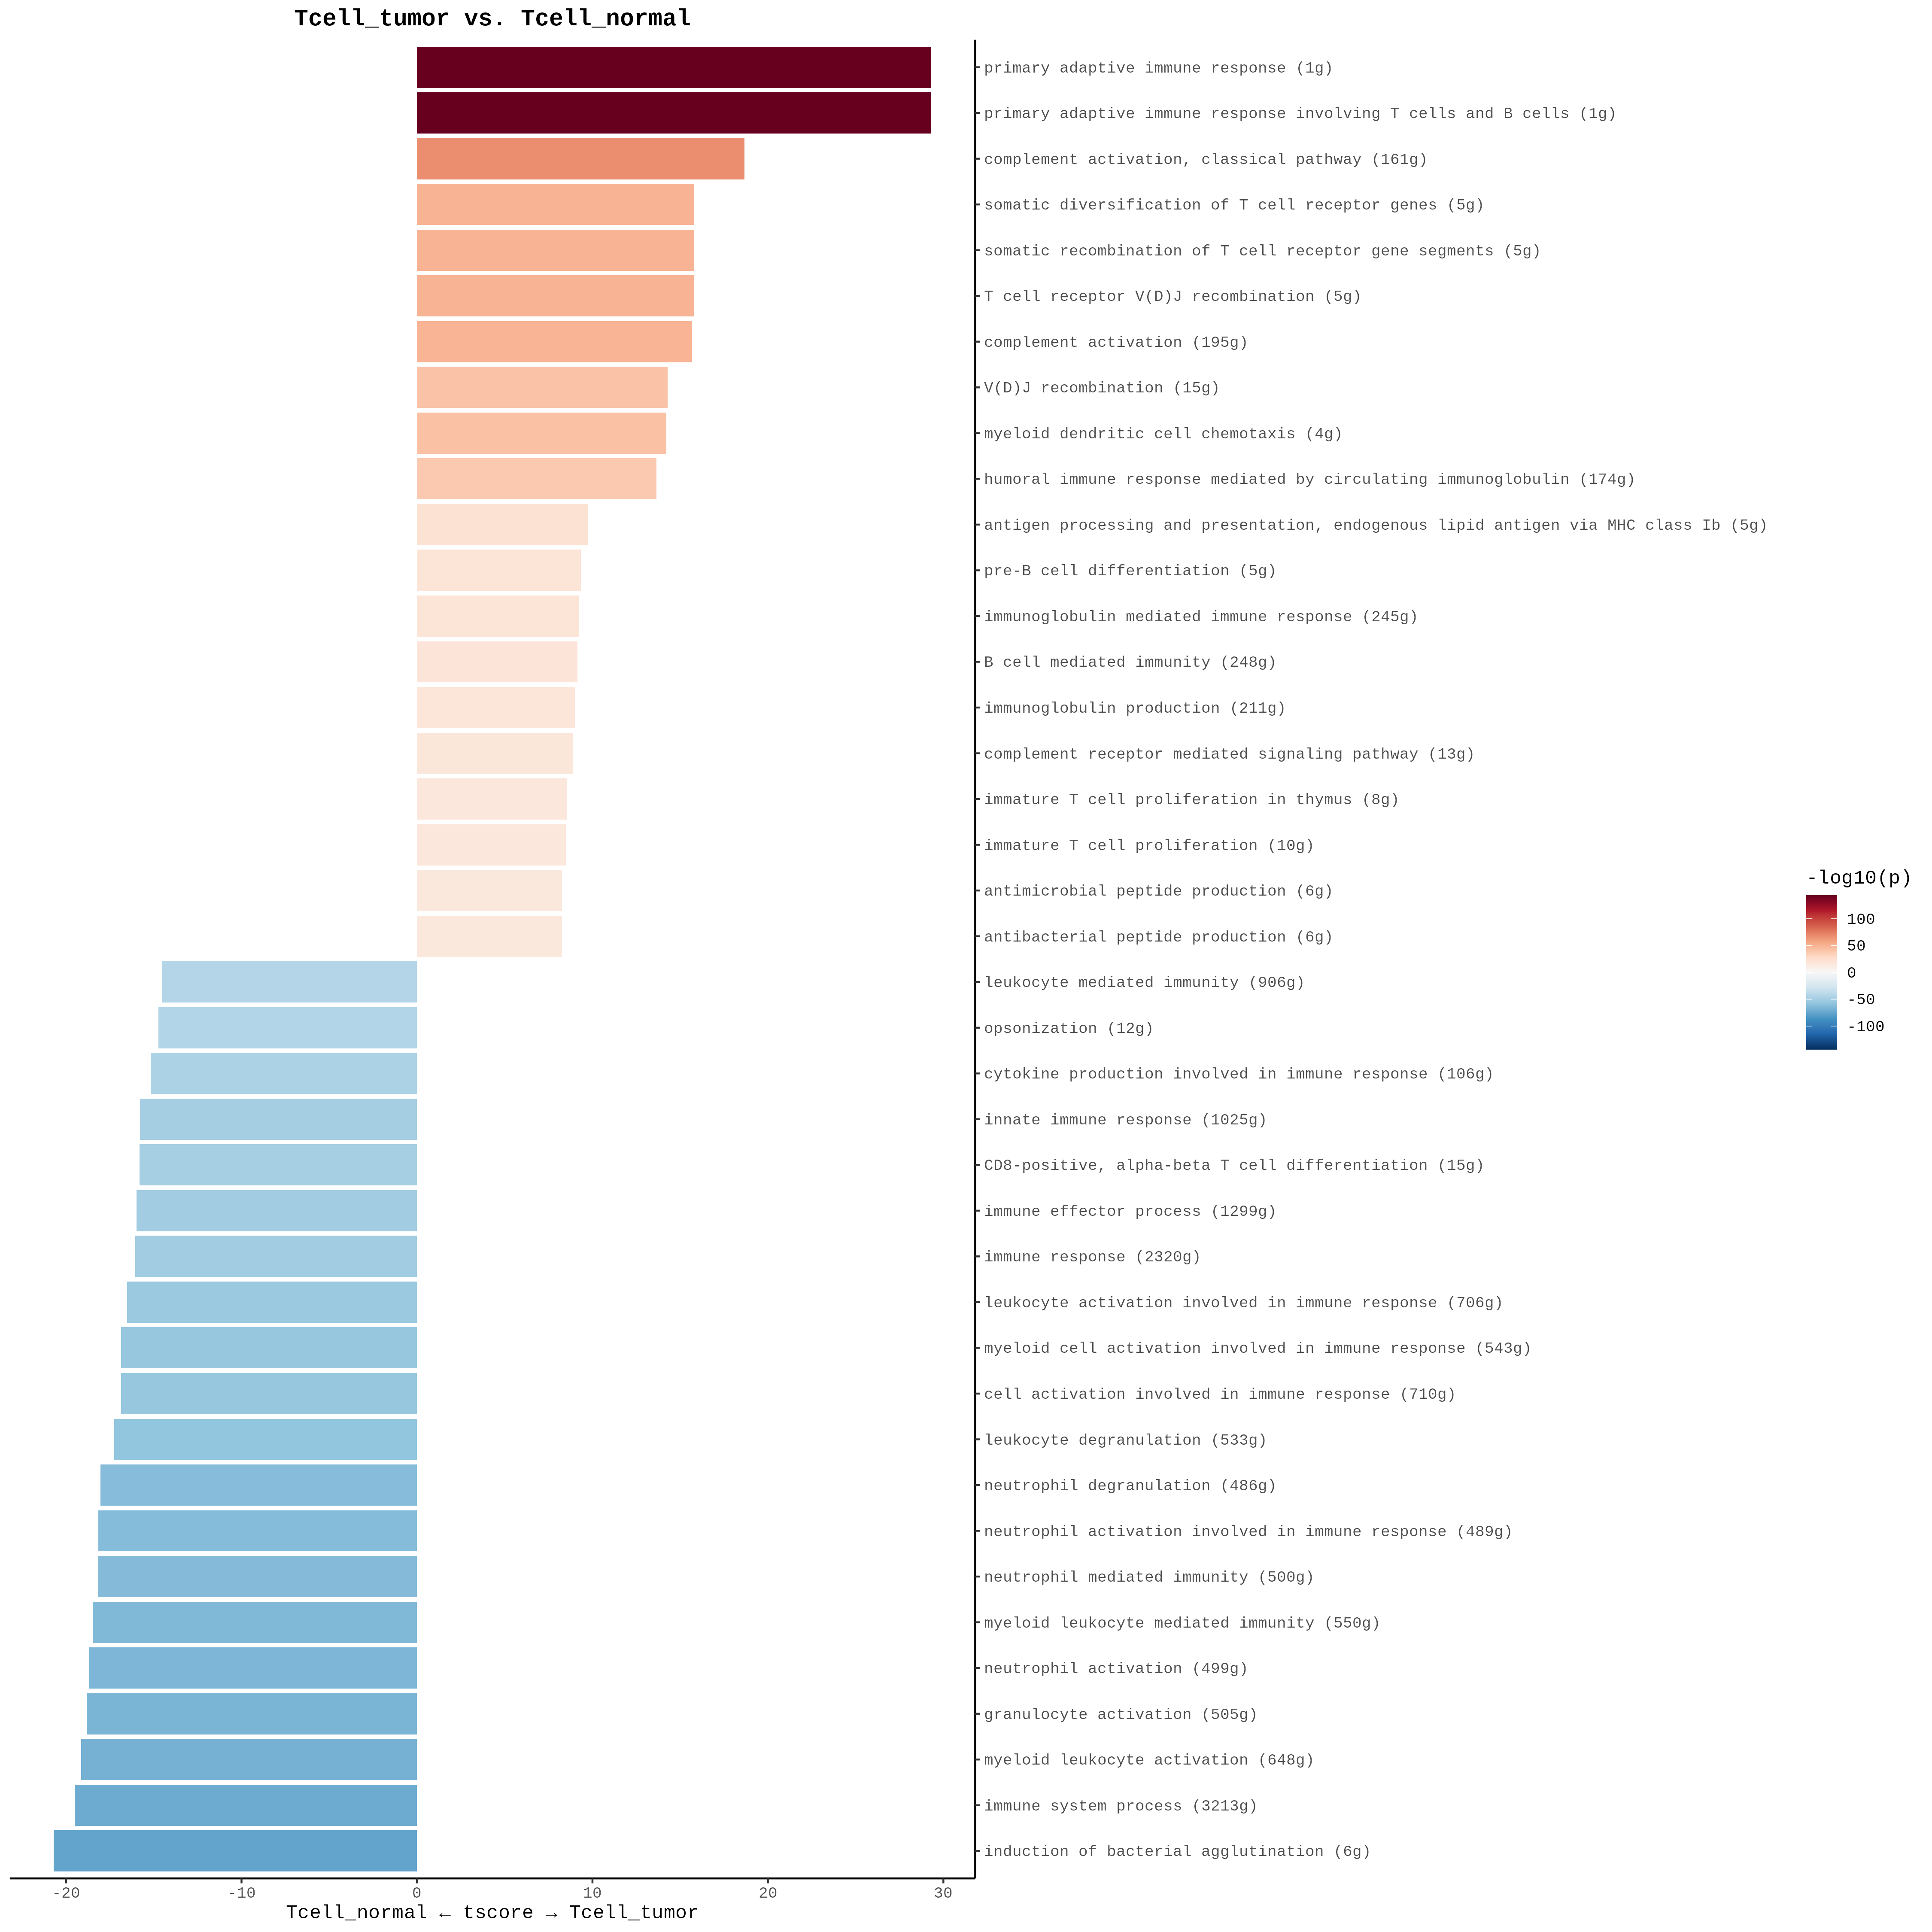 Tcell_tumor vs. Tcell_normal
primary adaptive immune response (1g)
primary adaptive immune response involving T cells and B cells (1g)
complement activation, classical pathway (161g)
somatic diversification of T cell receptor genes (5g)
somatic recombination of T cell receptor gene segments (5g)
T cell receptor V(D)J recombination (5g)
complement activation (195g)
V(D)J recombination (15g)
myeloid dendritic cell chemotaxis (4g)
humoral immune response mediated by circulating immunoglobulin (174g)
antigen processing and presentation, endogenous lipid antigen via MHC class Ib (5g)
pre-B cell differentiation (5g)
immunoglobulin mediated immune response (245g)
B cell mediated immunity (248g)
immunoglobulin production (211g)
complement receptor mediated signaling pathway (13g)
immature T cell proliferation in thymus (8g)
immature T cell proliferation (10g)
antimicrobial peptide production (6g)
antibacterial peptide production (6g)
leukocyte mediated immunity (906g)
opsonization (12g)
cytokine production involved in immune response (106g)
innate immune response (1025g)
CD8-positive, alpha-beta T cell differentiation (15g)
immune effector process (1299g)
immune response (2320g)
leukocyte activation involved in immune response (706g)
myeloid cell activation involved in immune response (543g)
cell activation involved in immune response (710g)
leukocyte degranulation (533g)
neutrophil degranulation (486g)
neutrophil activation involved in immune response (489g)
neutrophil mediated immunity (500g)
myeloid leukocyte mediated immunity (550g)
neutrophil activation (499g)
granulocyte activation (505g)
myeloid leukocyte activation (648g)
immune system process (3213g)
induction of bacterial agglutination (6g)
-20 -10 0 10 20 30
Tcell_normal ← tscore → Tcell_tumor
-log10(p)
100
50
0
-50
-100